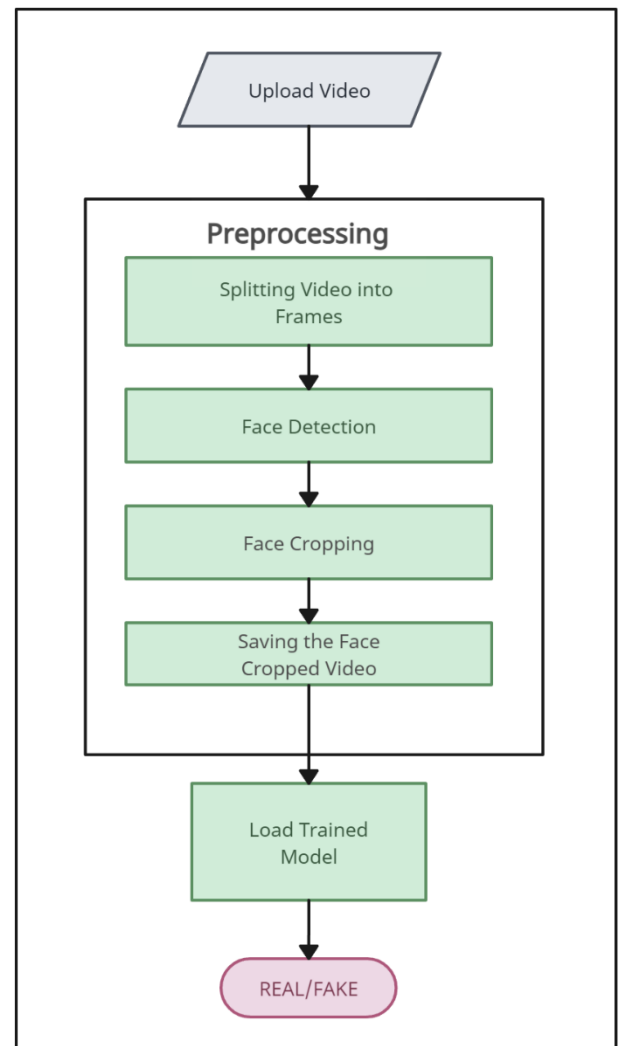 Upload Video
Preprocessing
Splitting Video into
Frames
Face Detection
Face Cropping
Saving the Face
Cropped Video
Load Trained
Model
REAL/FAKE